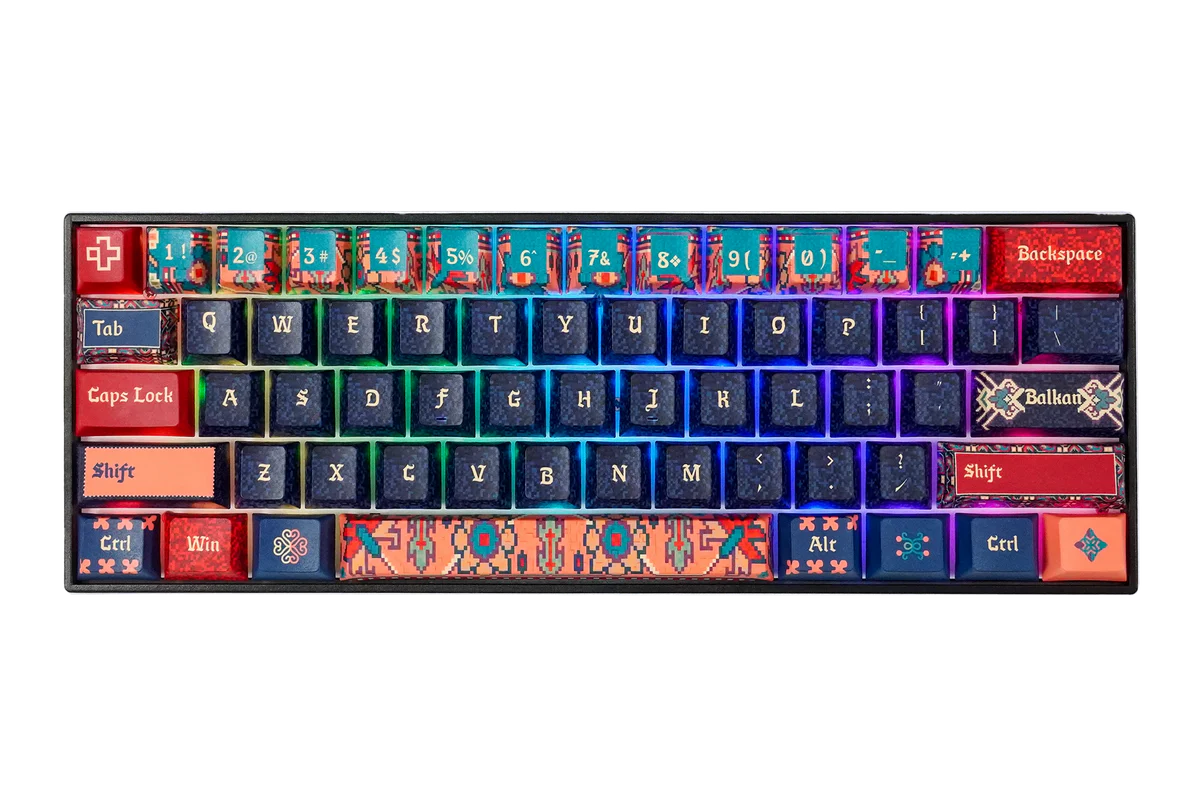 1 ! 2 @ 3 # 4 $ 5 % 6 ^ 7 & 8 ❖ 9 ( 0 ) - _ = + Backspace
Tab Q W E R T Y U I O P { [ } ] | \
Caps Lock A S D F G H J K L : ; " ' Balkan
Shift Z X C V B N M < , > . ? / Shift
Ctrl Win Alt Ctrl